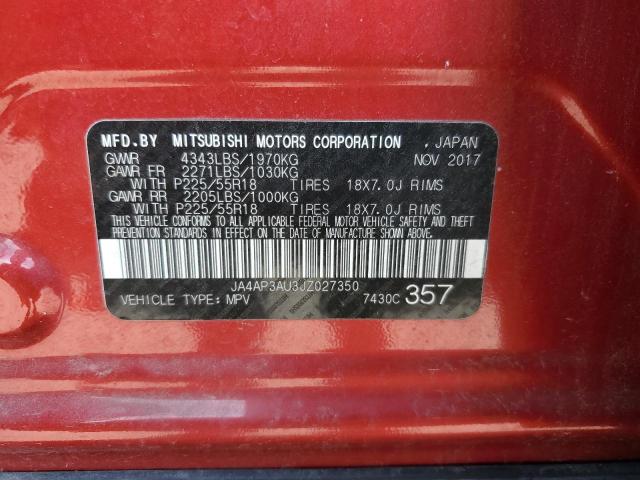 MFD.BY MITSUBISHI MOTORS CORPORATION , JAPAN
GVWR 4343LBS/1970KG NOV 2017
GAWR FR 2271LBS/1030KG
WITH P225/55R18 TIRES 18X7.0J RIMS
GAWR RR 2205LBS/1000KG
WITH P225/55R18 TIRES 18X7.0J RIMS
THIS VEHICLE CONFORMS TO ALL APPLICABLE FEDERAL MOTOR VEHICLE SAFETY, BUMPER, AND THEFT
PREVENTION STANDARDS IN EFFECT ON THE DATE OF MANUFACTURE SHOWN ABOVE.
JA4AP3AU3JZ027350
VEHICLE TYPE: MPV 7430C 357